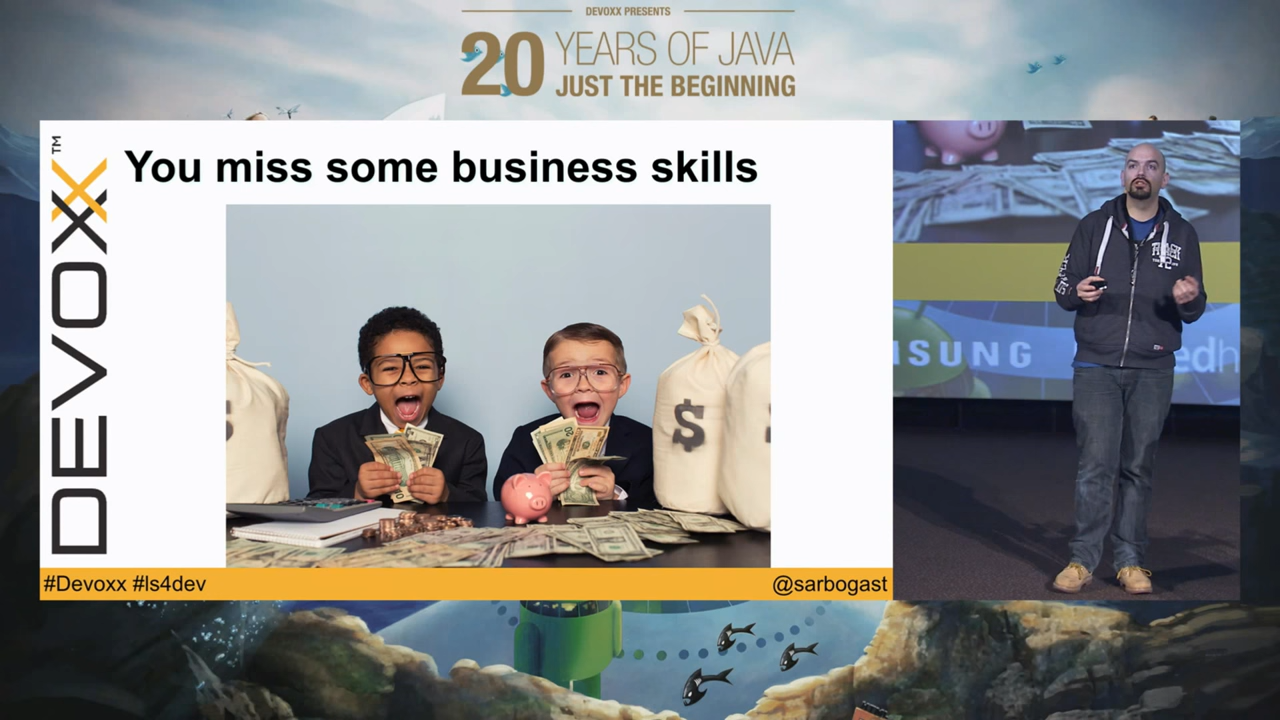 DEVOXX PRESENTS
20 YEARS OF JAVA
JUST THE BEGINNING
DEVOXX™
You miss some business skills
$
#Devoxx #ls4dev
@sarbogast
SUNG
edh